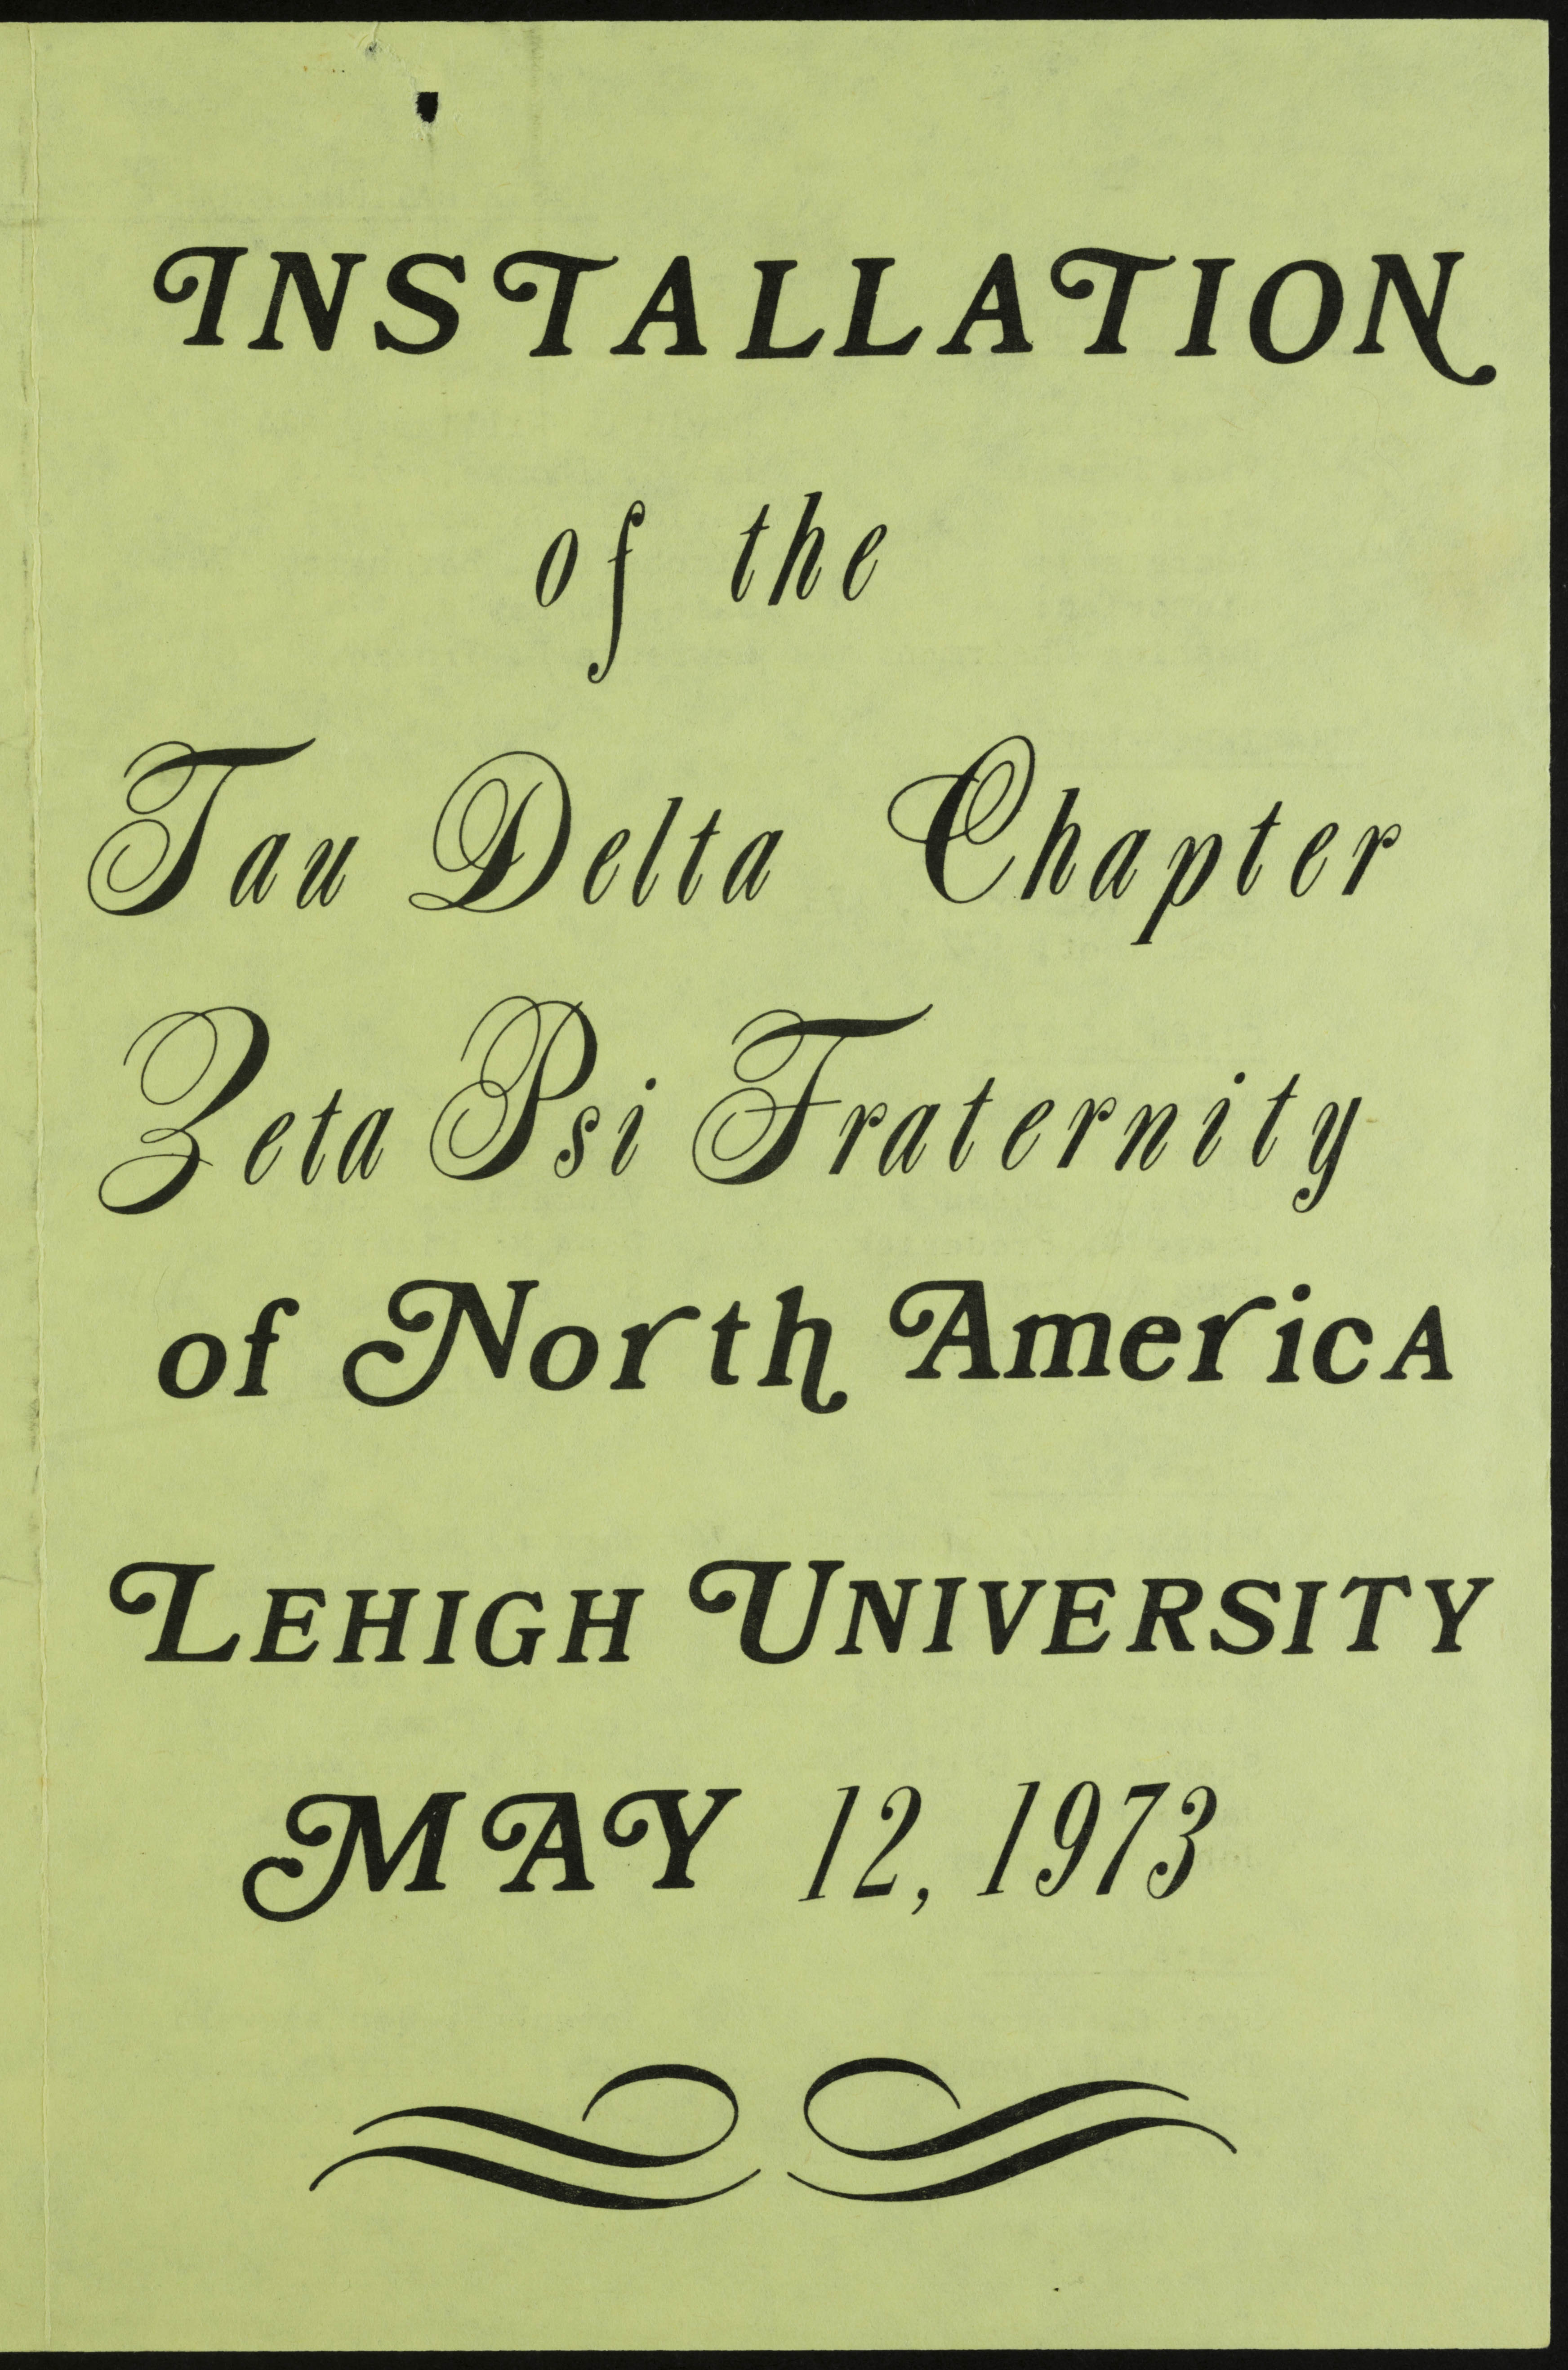 INSTALLATION
of the
Tau Delta Chapter
Zeta Psi Fraternity
of North AmericA
LEHIGH UNIVERSITY
MAY 12, 1973